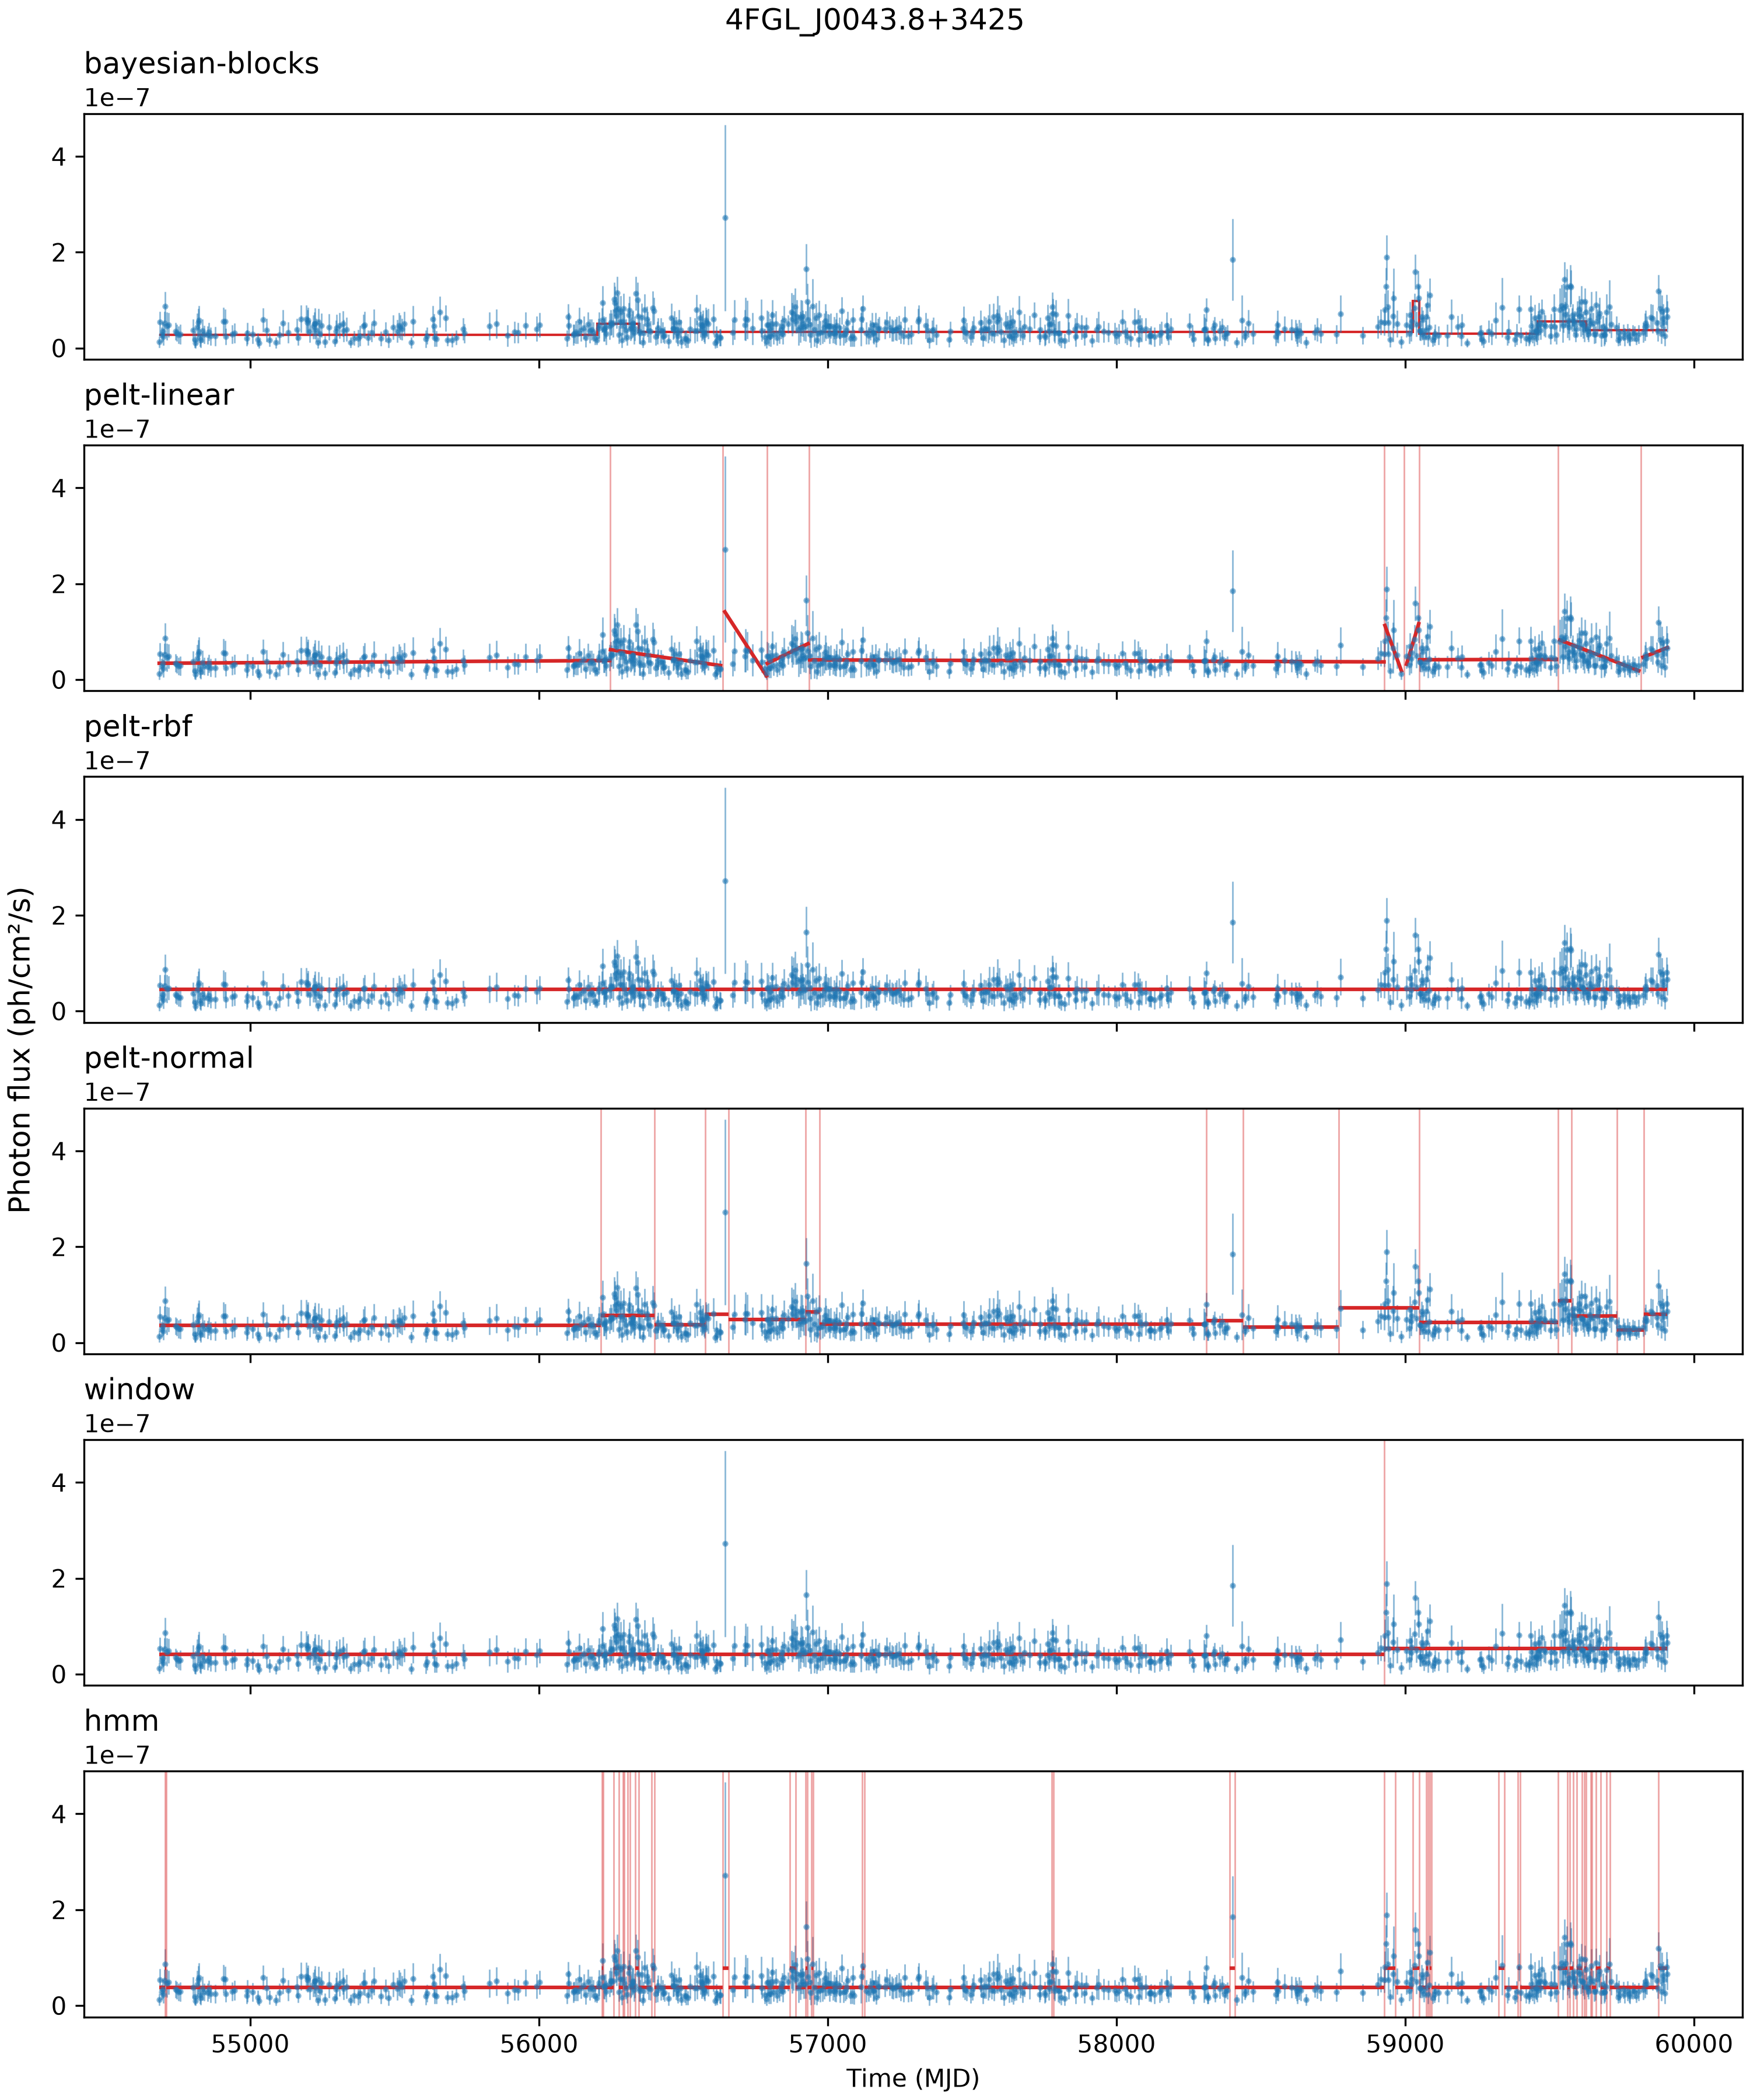 4FGL_J0043.8+3425
bayesian-blocks
1e−7
4
2
0
pelt-linear
1e−7
4
2
0
pelt-rbf
1e−7
4
2
0
Photon flux (ph/cm²/s)
pelt-normal
1e−7
4
2
0
window
1e−7
4
2
0
hmm
1e−7
4
2
0
55000 56000 57000 58000 59000 60000
Time (MJD)